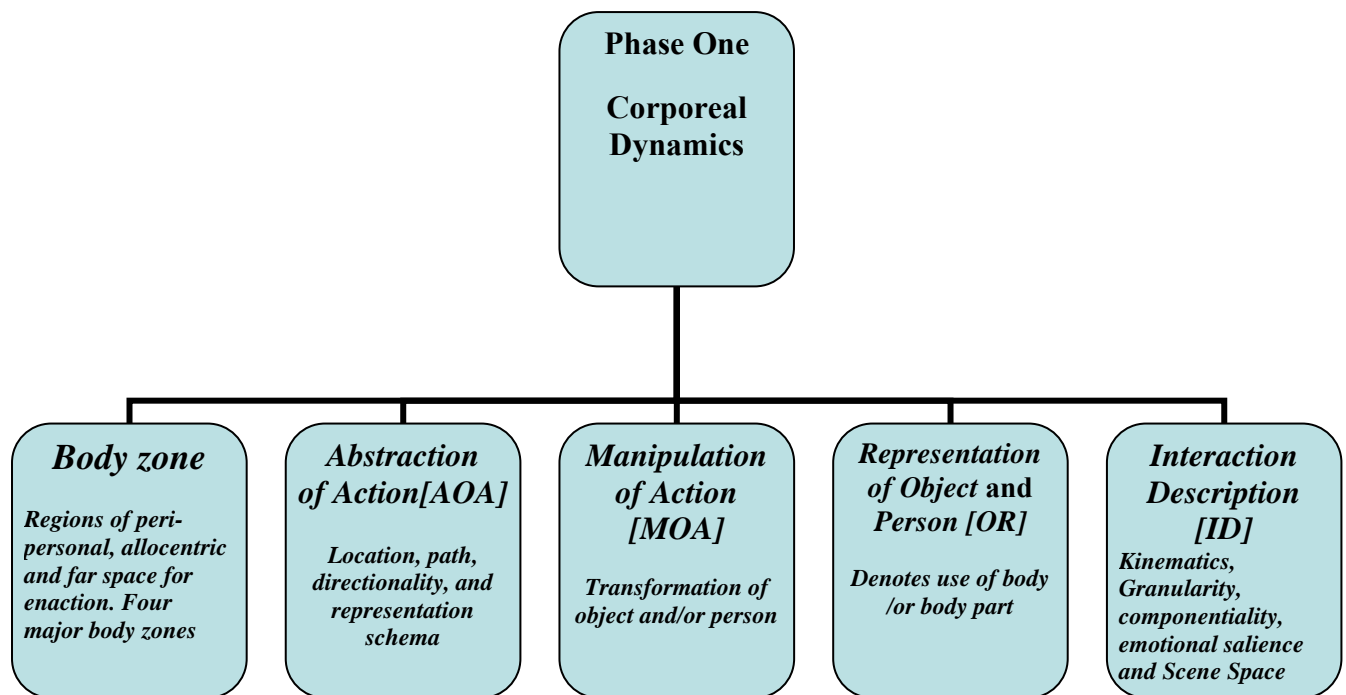 Phase One
Corporeal
Dynamics
Body zone
Regions of peri-
personal, allocentric
and far space for
enaction. Four
major body zones
Abstraction
of Action[AOA]
Location, path,
directionality, and
representation
schema
Manipulation
of Action
[MOA]
Transformation of
object and/or person
Representation
of Object and
Person [OR]
Denotes use of body
/or body part
Interaction
Description
[ID]
Kinematics,
Granularity,
componentiality,
emotional salience
and Scene Space